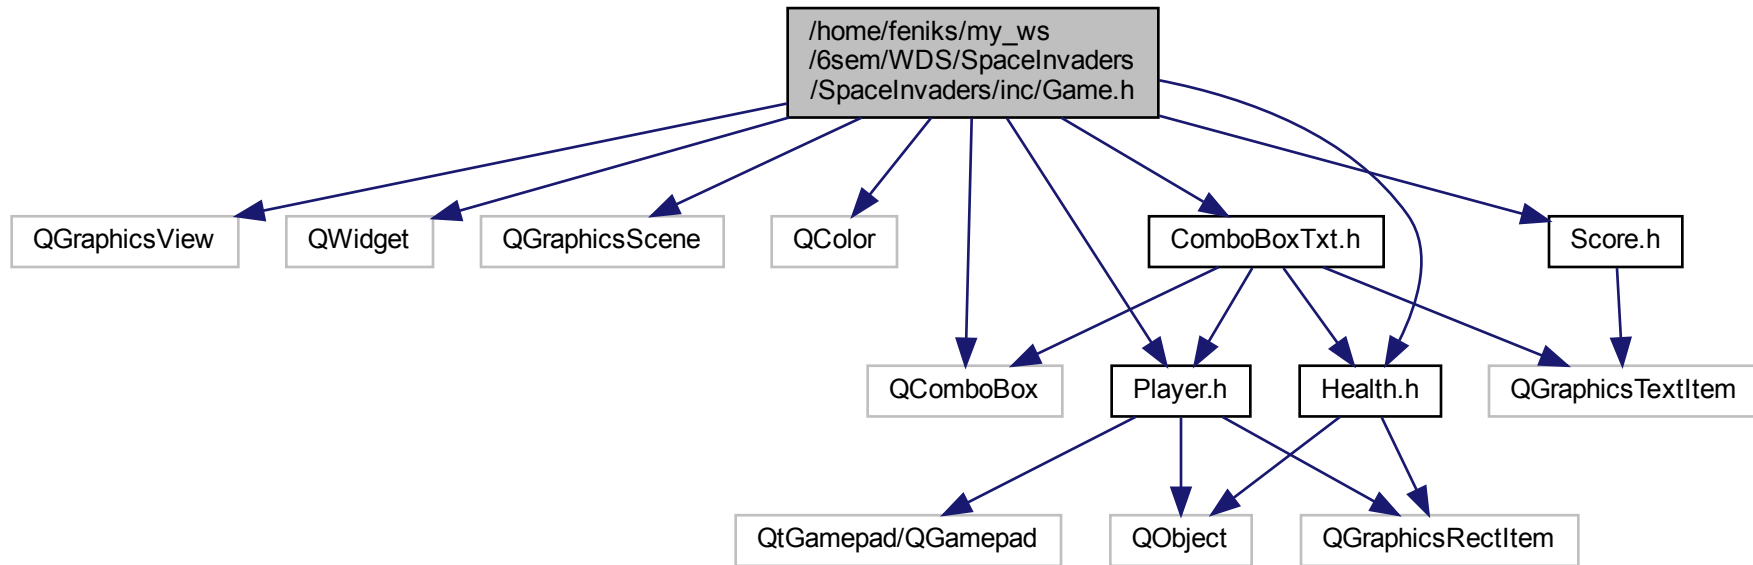 /home/feniks/my_ws
/6sem/WDS/SpaceInvaders
/SpaceInvaders/inc/Game.h
QGraphicsView
QWidget
QGraphicsScene
QColor
ComboBoxTxt.h
Score.h
QComboBox
Player.h
Health.h
QGraphicsTextItem
QtGamepad/QGamepad
QObject
QGraphicsRectItem